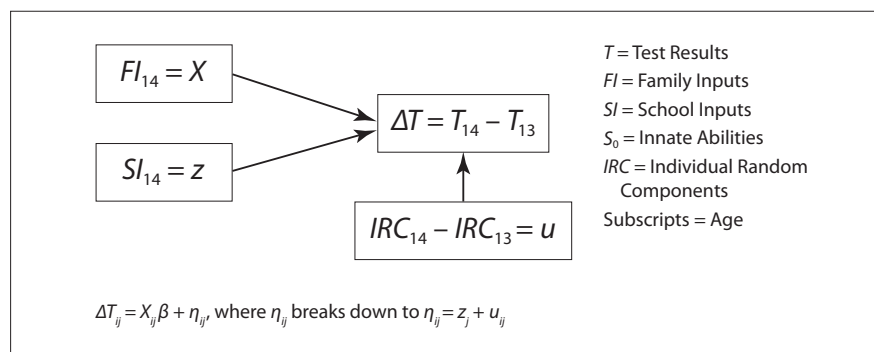 FI₁₄ = X
SI₁₄ = z
ΔT = T₁₄ – T₁₃
IRC₁₄ – IRC₁₃ = u
T = Test Results
FI = Family Inputs
SI = School Inputs
S₀ = Innate Abilities
IRC = Individual Random
Components
Subscripts = Age
ΔTᵢⱼ = Xᵢⱼβ + ηᵢⱼ, where ηᵢⱼ breaks down to ηᵢⱼ = zⱼ + uᵢⱼ